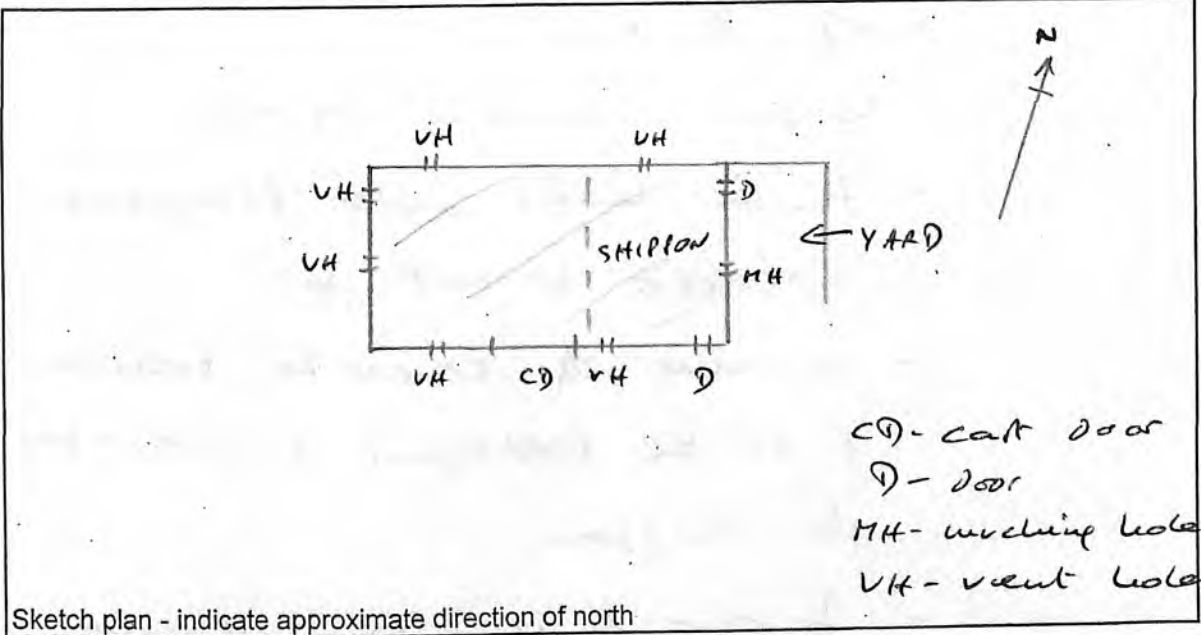 N
VH VH
VH D
SHIPPON ← YARD
VH MH
VH CD VH D
CD - cart door
D - Door
MH - mucking hole
VH - vent hole
Sketch plan - indicate approximate direction of north